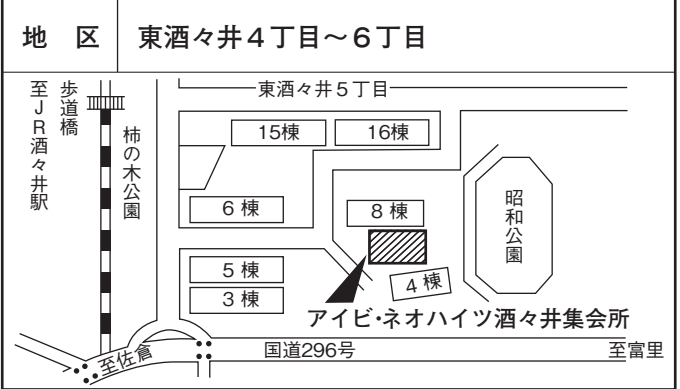 地 区
東酒々井4丁目～6丁目
至JR酒々井駅
歩道橋
柿の木公園
東酒々井5丁目
15棟
16棟
6棟
8棟
昭和公園
5棟
3棟
4棟
アイビ・ネオハイツ酒々井集会所
至佐倉
国道296号
至富里